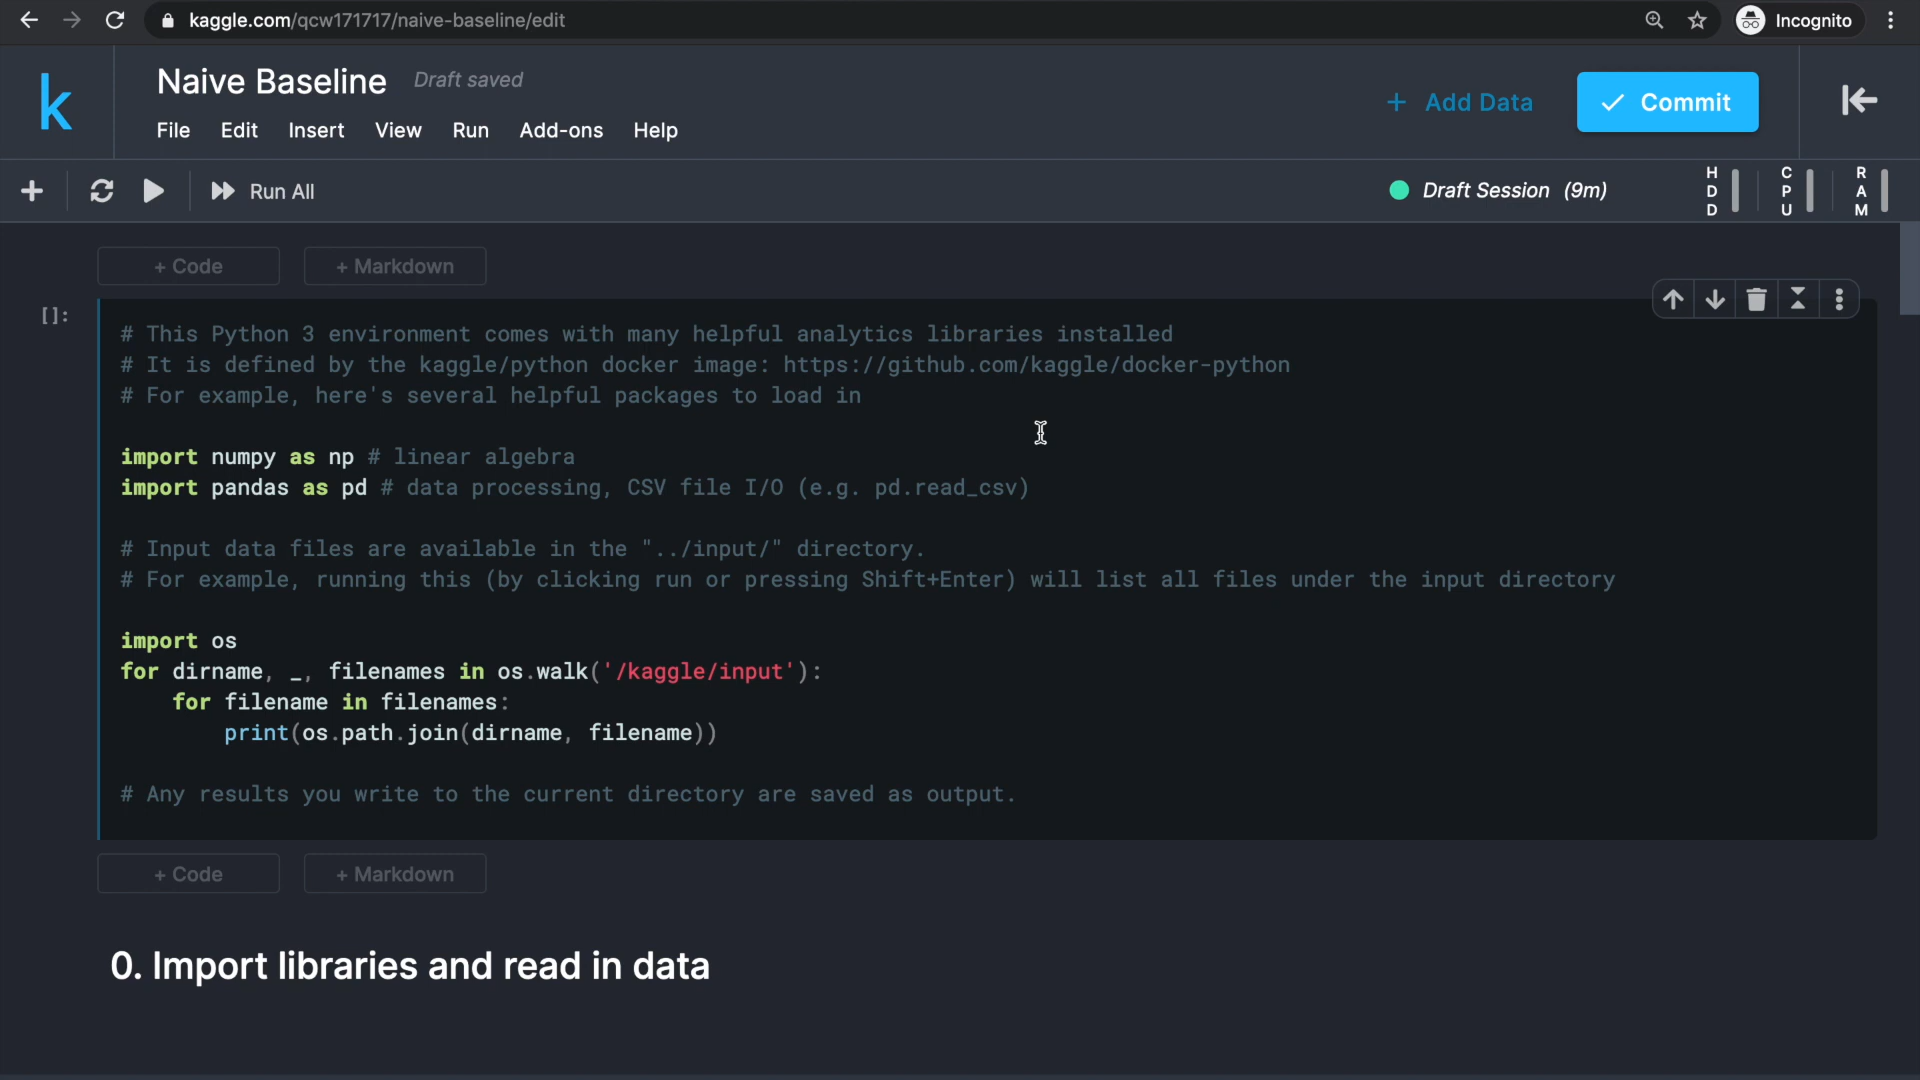 kaggle.com/qcw171717/naive-baseline/edit
Incognito
k
Naive Baseline Draft saved
File Edit Insert View Run Add-ons Help
+ Add Data
Commit
Run All
Draft Session (9m)
HDD
CPU
RAM
+ Code + Markdown
[]:
# This Python 3 environment comes with many helpful analytics libraries installed
# It is defined by the kaggle/python docker image: https://github.com/kaggle/docker-python
# For example, here's several helpful packages to load in
import numpy as np # linear algebra
import pandas as pd # data processing, CSV file I/O (e.g. pd.read_csv)
# Input data files are available in the "../input/" directory.
# For example, running this (by clicking run or pressing Shift+Enter) will list all files under the input directory
import os
for dirname, _, filenames in os.walk('/kaggle/input'):
    for filename in filenames:
        print(os.path.join(dirname, filename))
# Any results you write to the current directory are saved as output.
+ Code + Markdown
0. Import libraries and read in data